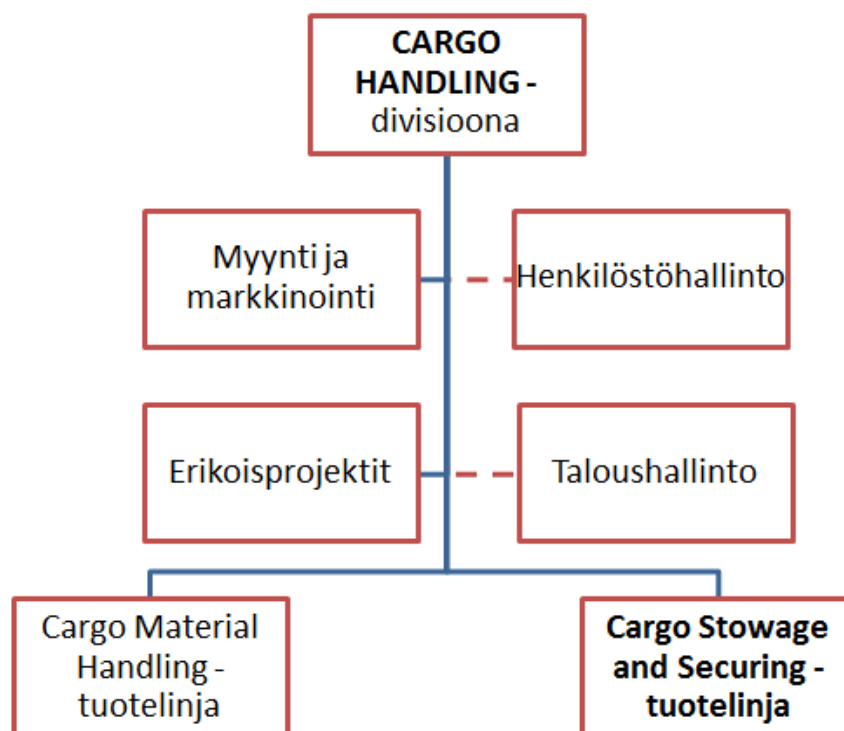 CARGO
HANDLING -
divisioona
Myynti ja
markkinointi
Henkilöstöhallinto
Erikoisprojektit
Taloushallinto
Cargo Material
Handling -
tuotelinja
Cargo Stowage
and Securing -
tuotelinja